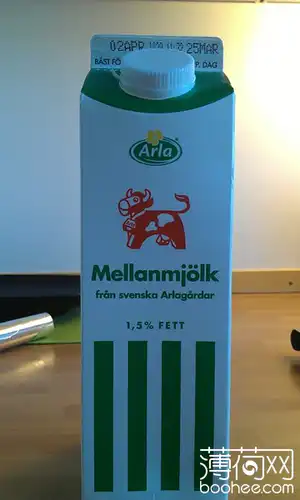 02APR 25MAR
BÄST FÖ P. DAG
Arla
Mellanmjölk
från svenska Arlagårdar
1,5% FETT
薄荷网
boohee.com